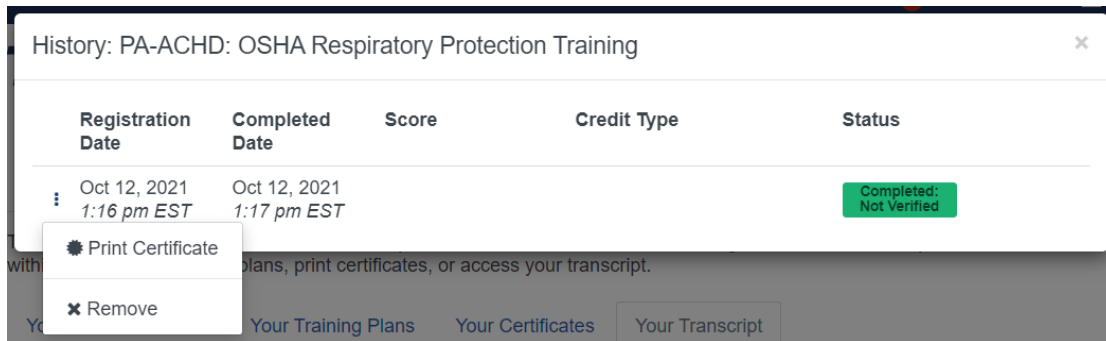 History: PA-ACHD: OSHA Respiratory Protection Training
×
Registration Date
Completed Date
Score
Credit Type
Status
Oct 12, 2021
1:16 pm EST
Oct 12, 2021
1:17 pm EST
Completed:
Not Verified
Print Certificate
plans, print certificates, or access your transcript.
Remove
Your Training Plans
Your Certificates
Your Transcript